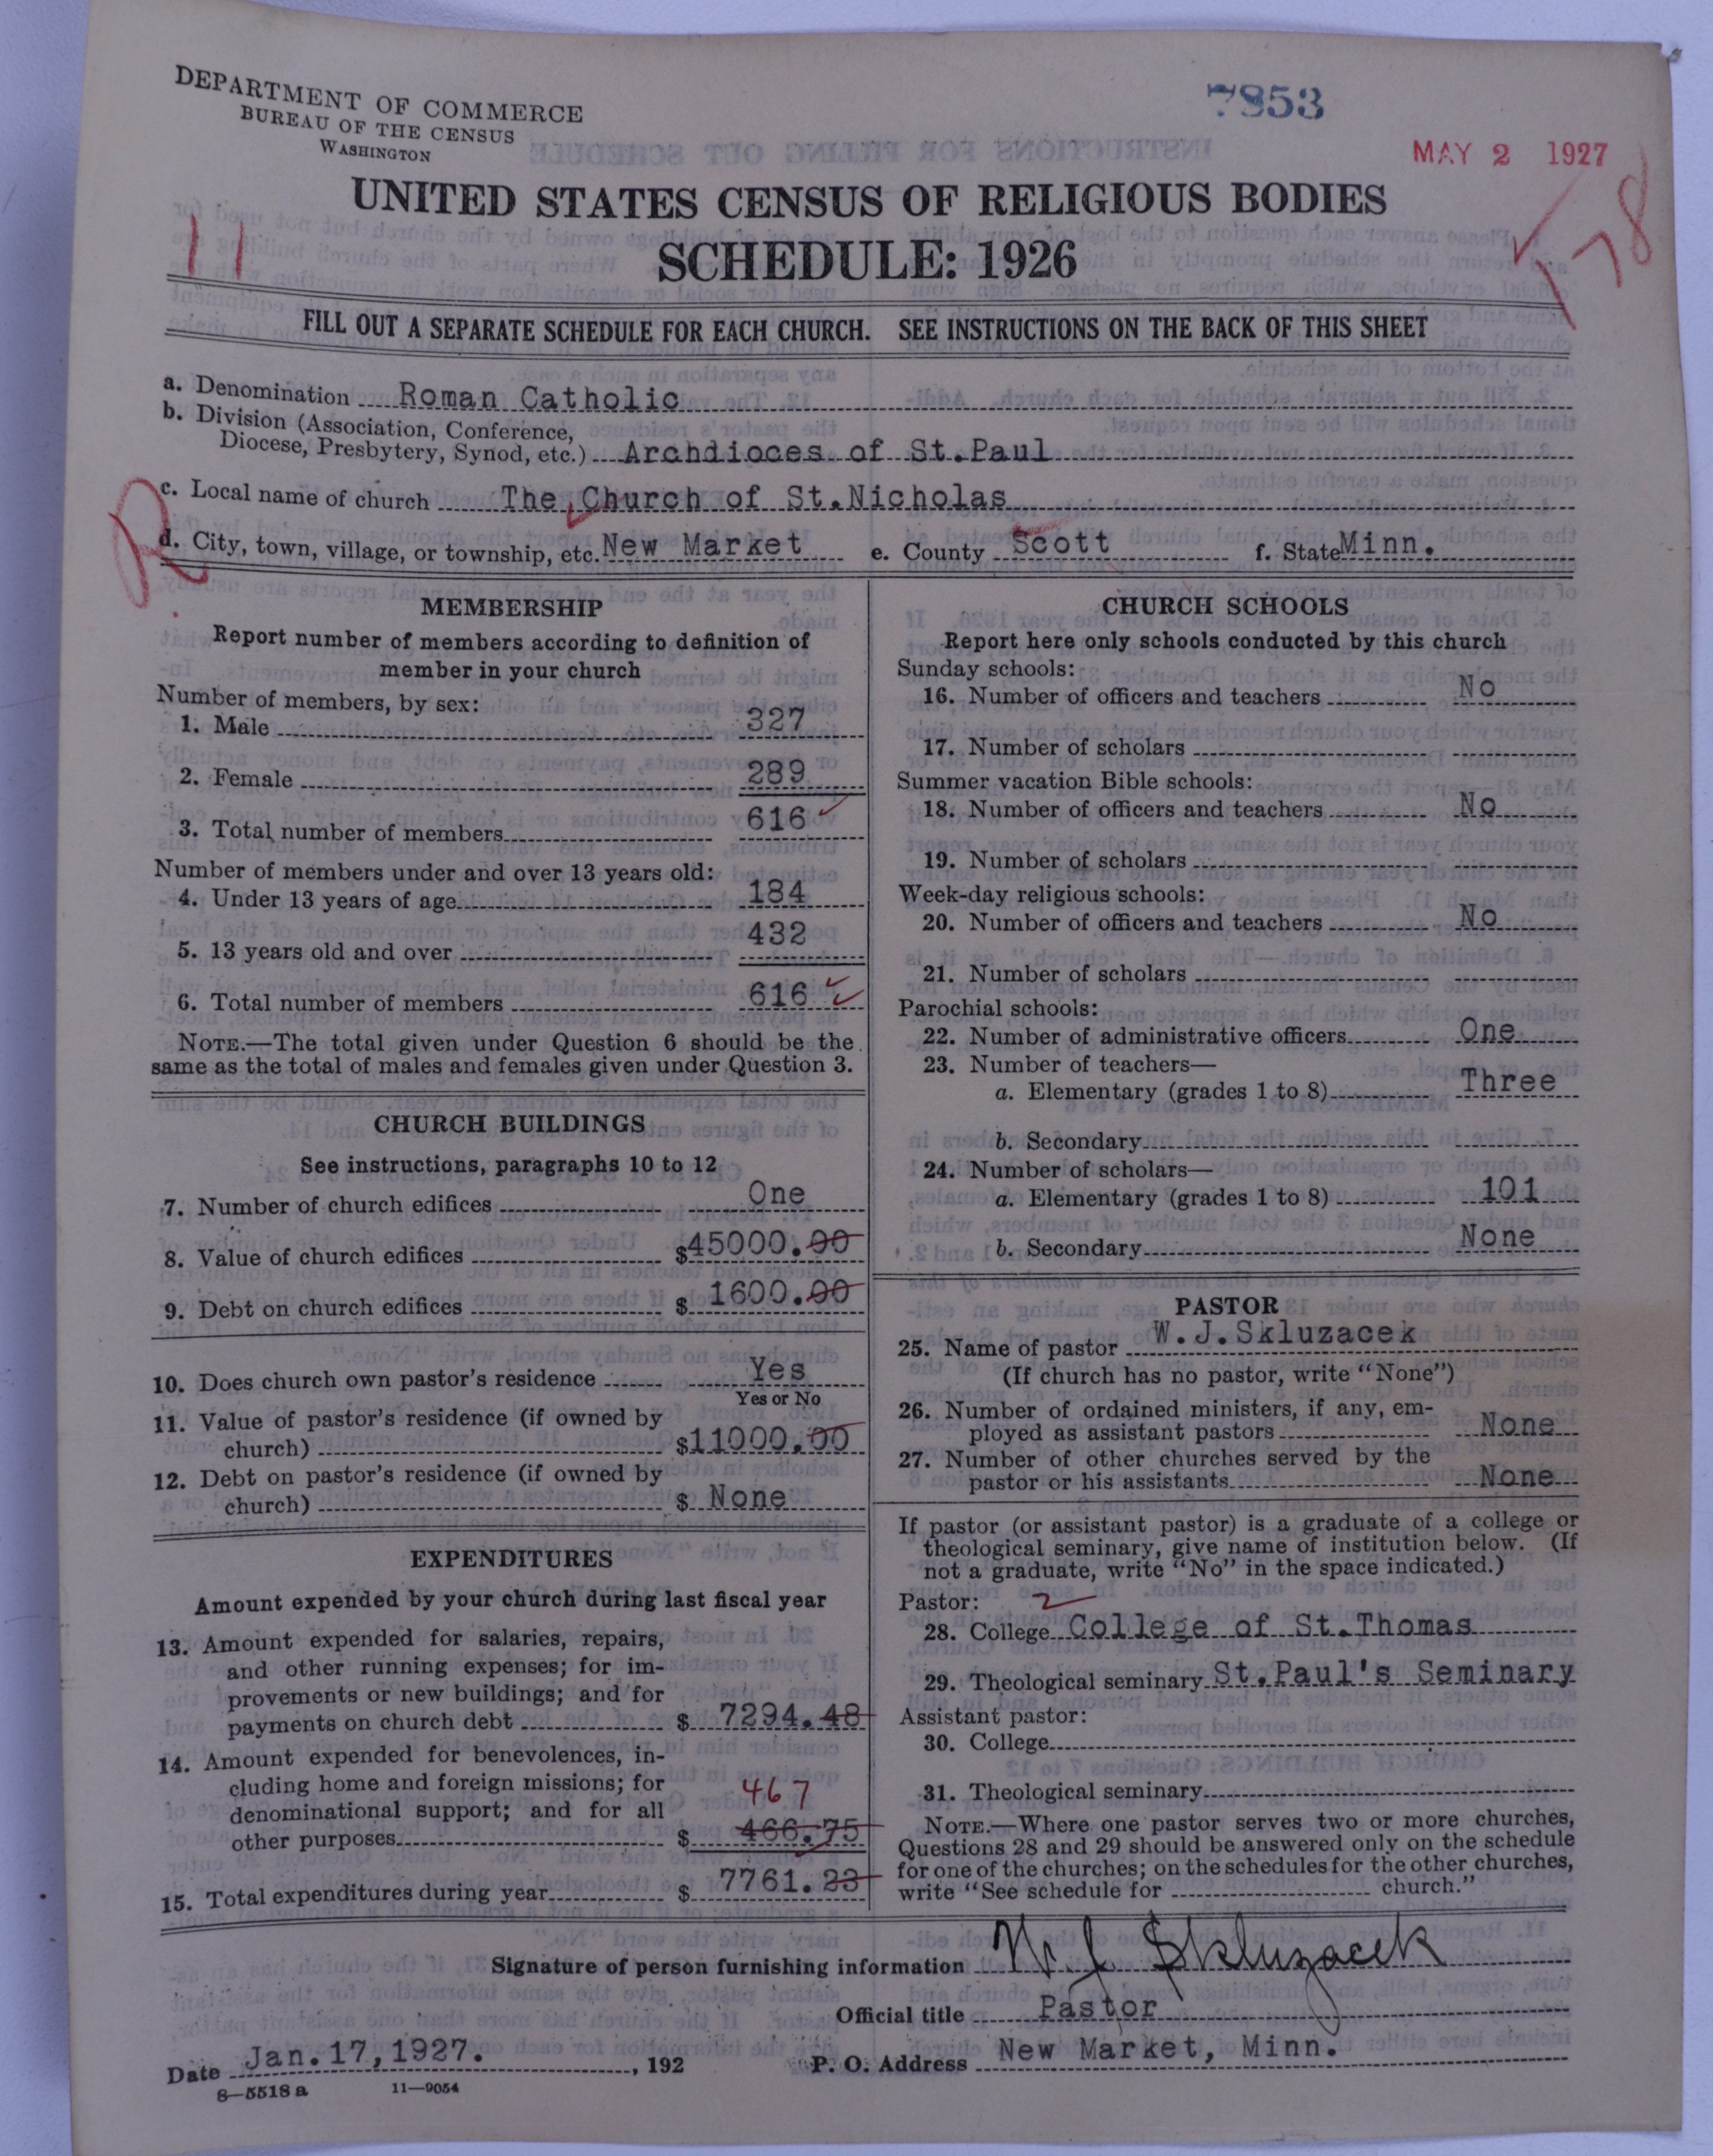 DEPARTMENT OF COMMERCE
BUREAU OF THE CENSUS
WASHINGTON
7853
MAY 2 1927
178
11
UNITED STATES CENSUS OF RELIGIOUS BODIES
SCHEDULE: 1926
FILL OUT A SEPARATE SCHEDULE FOR EACH CHURCH. SEE INSTRUCTIONS ON THE BACK OF THIS SHEET
a. Denomination Roman Catholic
b. Division (Association, Conference,
Diocese, Presbytery, Synod, etc.) Archdioces of St.Paul
c. Local name of church The Church of St.Nicholas
R
d. City, town, village, or township, etc. New Market e. County Scott f. State Minn.
MEMBERSHIP
Report number of members according to definition of
member in your church
Number of members, by sex:
1. Male 327
2. Female 289
3. Total number of members 616
Number of members under and over 13 years old:
4. Under 13 years of age 184
5. 13 years old and over 432
6. Total number of members 616
NOTE.—The total given under Question 6 should be the
same as the total of males and females given under Question 3.
CHURCH BUILDINGS
See instructions, paragraphs 10 to 12
7. Number of church edifices One
8. Value of church edifices $45000.00
9. Debt on church edifices $ 1600.00
10. Does church own pastor's residence Yes
Yes or No
11. Value of pastor's residence (if owned by
church) $11000.00
12. Debt on pastor's residence (if owned by
church) $ None
EXPENDITURES
Amount expended by your church during last fiscal year
13. Amount expended for salaries, repairs,
and other running expenses; for im-
provements or new buildings; and for
payments on church debt $ 7294.48
14. Amount expended for benevolences, in-
cluding home and foreign missions; for
denominational support; and for all 467
other purposes $ 466.75
15. Total expenditures during year $ 7761.23
CHURCH SCHOOLS
Report here only schools conducted by this church
Sunday schools:
16. Number of officers and teachers No
17. Number of scholars
Summer vacation Bible schools:
18. Number of officers and teachers No
19. Number of scholars
Week-day religious schools:
20. Number of officers and teachers No
21. Number of scholars
Parochial schools:
22. Number of administrative officers One
23. Number of teachers—
a. Elementary (grades 1 to 8) Three
b. Secondary
24. Number of scholars—
a. Elementary (grades 1 to 8) 101
b. Secondary None
PASTOR
25. Name of pastor W.J.Skluzacek
(If church has no pastor, write "None")
26. Number of ordained ministers, if any, em-
ployed as assistant pastors None
27. Number of other churches served by the
pastor or his assistants None
If pastor (or assistant pastor) is a graduate of a college or
theological seminary, give name of institution below. (If
not a graduate, write "No" in the space indicated.)
Pastor: 2
28. College College of St.Thomas
29. Theological seminary St.Paul's Seminary
Assistant pastor:
30. College
31. Theological seminary
NOTE.—Where one pastor serves two or more churches,
Questions 28 and 29 should be answered only on the schedule
for one of the churches; on the schedules for the other churches,
write "See schedule for church."
Signature of person furnishing information W J Skluzacek
Official title Pastor
Date Jan.17,1927. , 192 P. O. Address New Market, Minn.
8—5518 a 11—9054